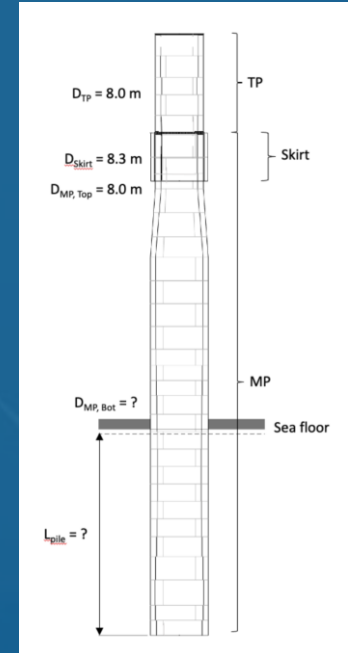 TP
D_TP = 8.0 m
Skirt
D_Skirt = 8.3 m
D_MP, Top = 8.0 m
MP
D_MP, Bot = ?
Sea floor
L_pile = ?